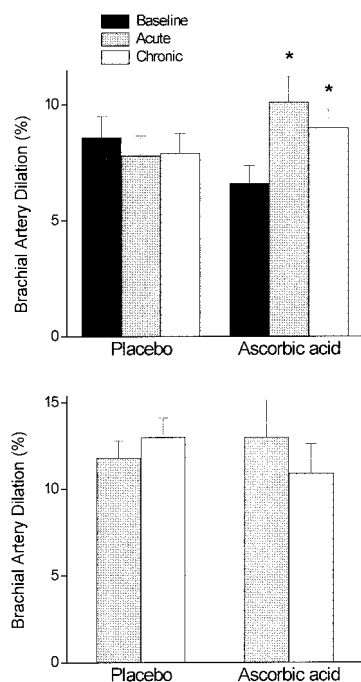 Baseline
Acute
Chronic
* *
10
5
0
Brachial Artery Dilation (%)
Placebo Ascorbic acid
15
10
5
0
Brachial Artery Dilation (%)
Placebo Ascorbic acid